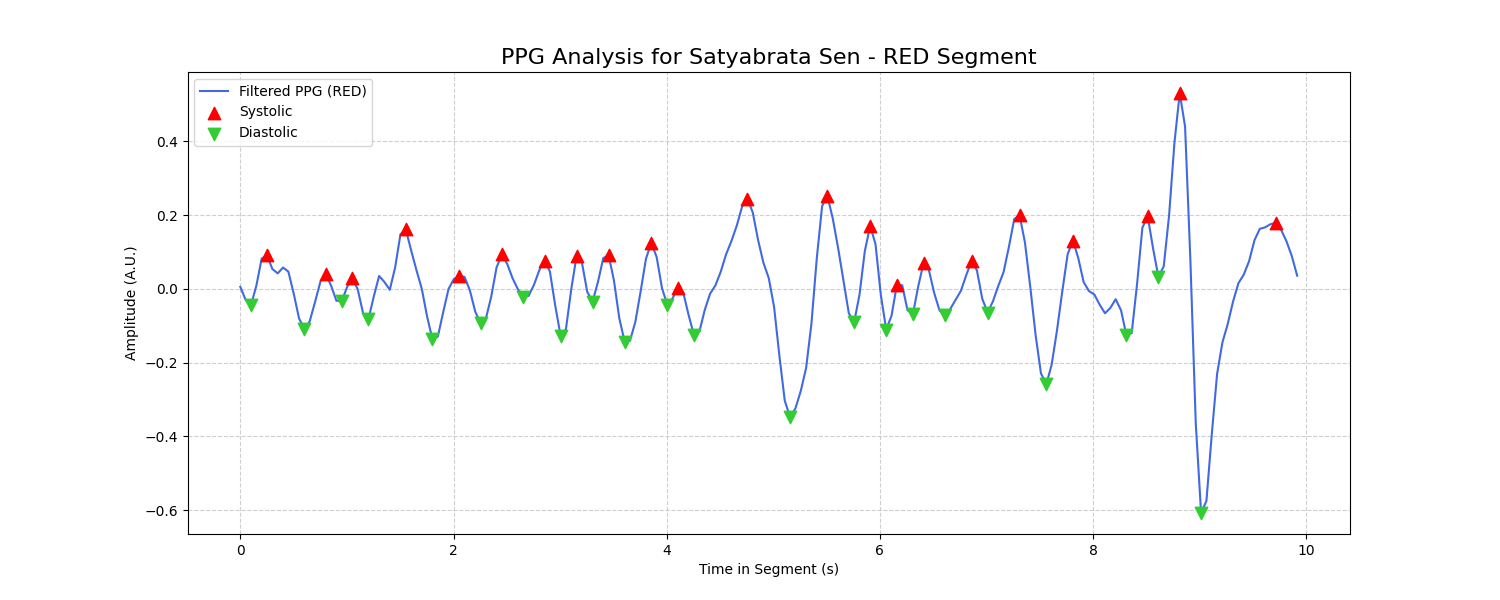 PPG Analysis for Satyabrata Sen - RED Segment
Filtered PPG (RED)
Systolic
Diastolic
0.4
0.2
0.0
−0.2
−0.4
−0.6
Amplitude (A.U.)
0 2 4 6 8 10
Time in Segment (s)